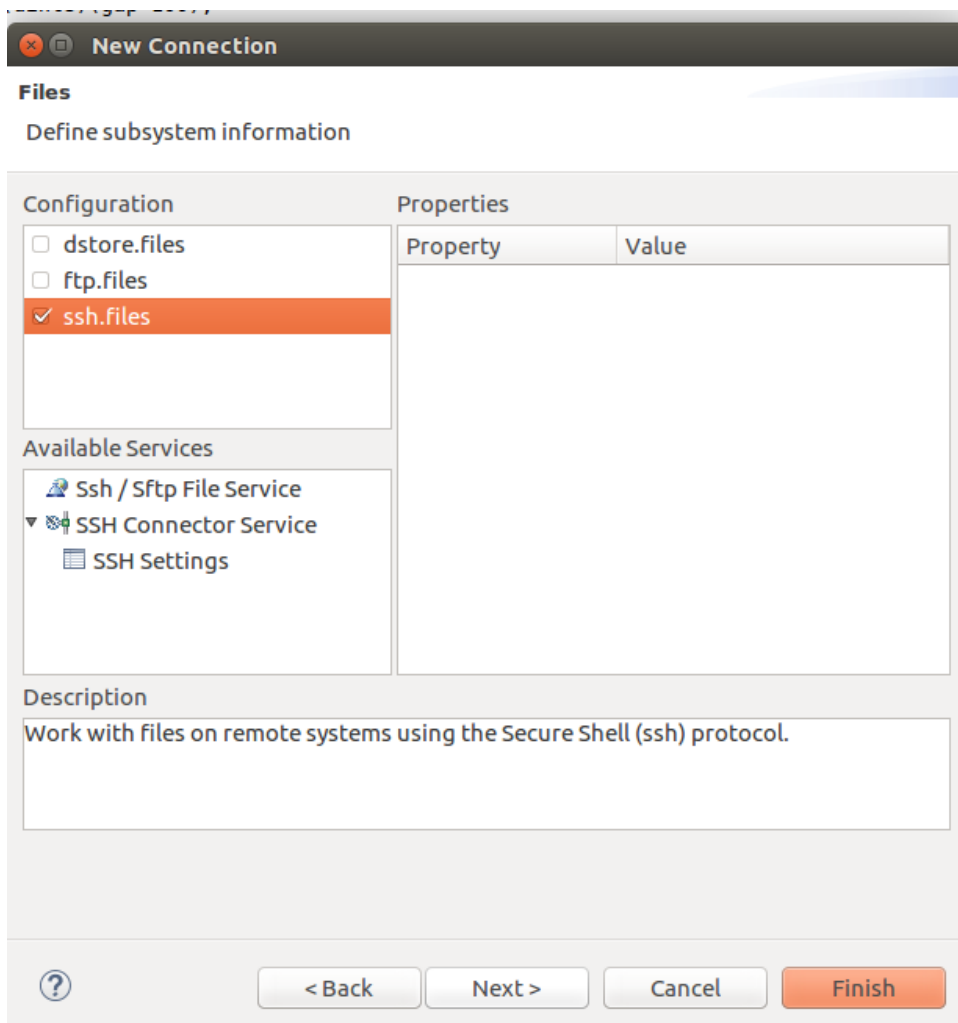 New Connection
Files
Define subsystem information
Configuration
dstore.files
ftp.files
ssh.files
Properties
Property Value
Available Services
Ssh / Sftp File Service
SSH Connector Service
SSH Settings
Description
Work with files on remote systems using the Secure Shell (ssh) protocol.
? < Back Next > Cancel Finish